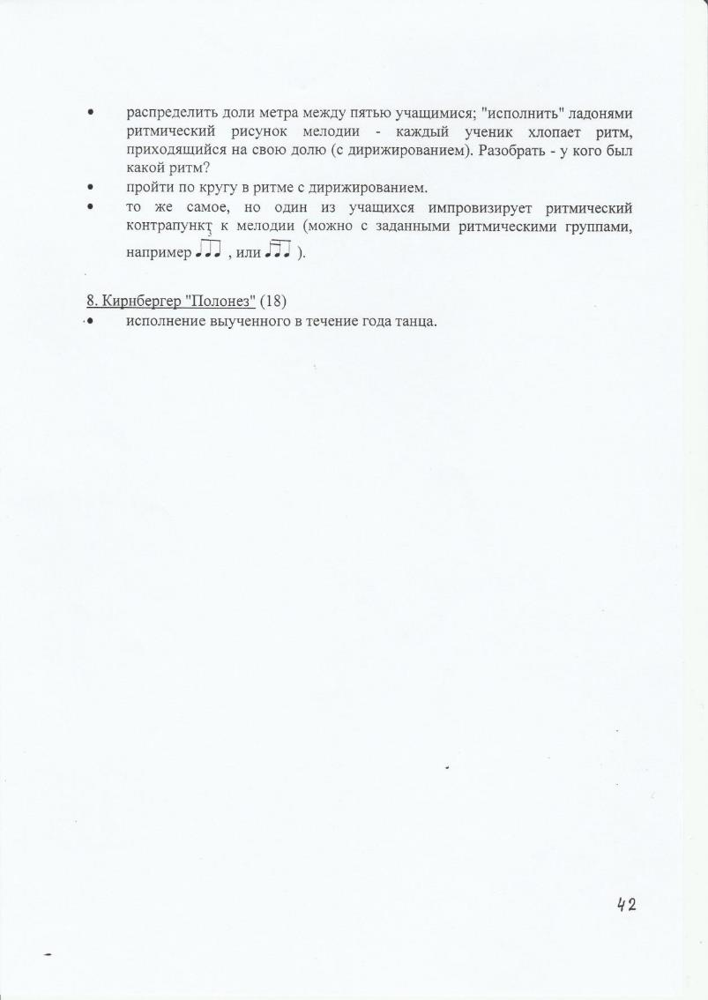 • распределить доли метра между пятью учащимися; "исполнить" ладонями
ритмический рисунок мелодии - каждый ученик хлопает ритм,
приходящийся на свою долю (с дирижированием). Разобрать - у кого был
какой ритм?
• пройти по кругу в ритме с дирижированием.
• то же самое, но один из учащихся импровизирует ритмический
контрапункт к мелодии (можно с заданными ритмическими группами,
3
например , или ).
8. Кирнбергер "Полонез" (18)
• исполнение выученного в течение года танца.
42